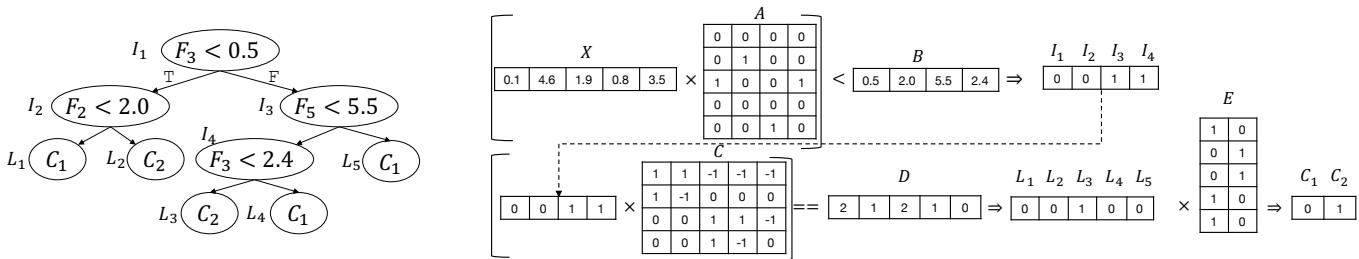 I₁ F₃ < 0.5
T F
I₂ F₂ < 2.0 I₃ F₅ < 5.5
L₁ C₁ L₂ C₂ I₄ F₃ < 2.4 L₅ C₁
L₃ C₂ L₄ C₁
A
X
0 0 0 0
0 1 0 0
1 0 0 1
0 0 0 0
0 0 1 0
0.1 4.6 1.9 0.8 3.5 ×
<
B
0.5 2.0 5.5 2.4 ⇒
I₁ I₂ I₃ I₄
0 0 1 1
C
0 0 1 1 ×
1 1 -1 -1 -1
1 -1 0 0 0
0 0 1 1 -1
0 0 1 -1 0
==
D
2 1 2 1 0 ⇒
L₁ L₂ L₃ L₄ L₅
0 0 1 0 0 ×
E
1 0
0 1
0 1
1 0
1 0
⇒
C₁ C₂
0 1